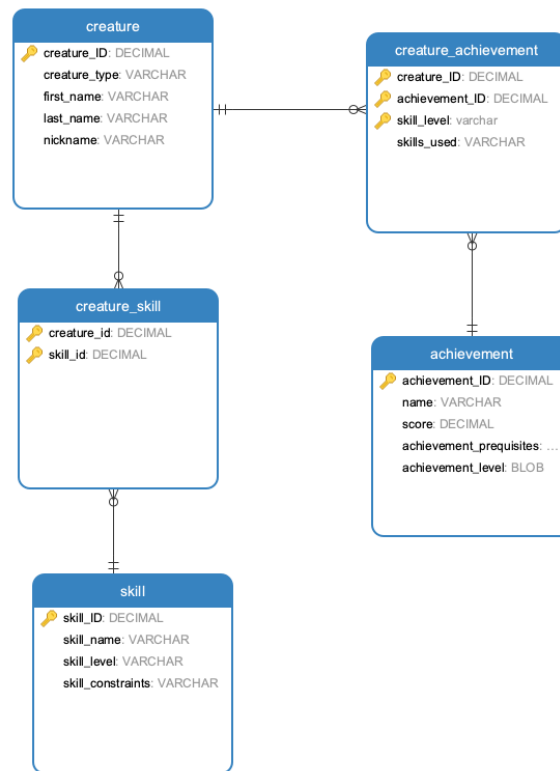 creature
creature_ID: DECIMAL
creature_type: VARCHAR
first_name: VARCHAR
last_name: VARCHAR
nickname: VARCHAR
creature_achievement
creature_ID: DECIMAL
achievement_ID: DECIMAL
skill_level: varchar
skills_used: VARCHAR
creature_skill
creature_id: DECIMAL
skill_id: DECIMAL
achievement
achievement_ID: DECIMAL
name: VARCHAR
score: DECIMAL
achievement_prequisites: ...
achievement_level: BLOB
skill
skill_ID: DECIMAL
skill_name: VARCHAR
skill_level: VARCHAR
skill_constraints: VARCHAR